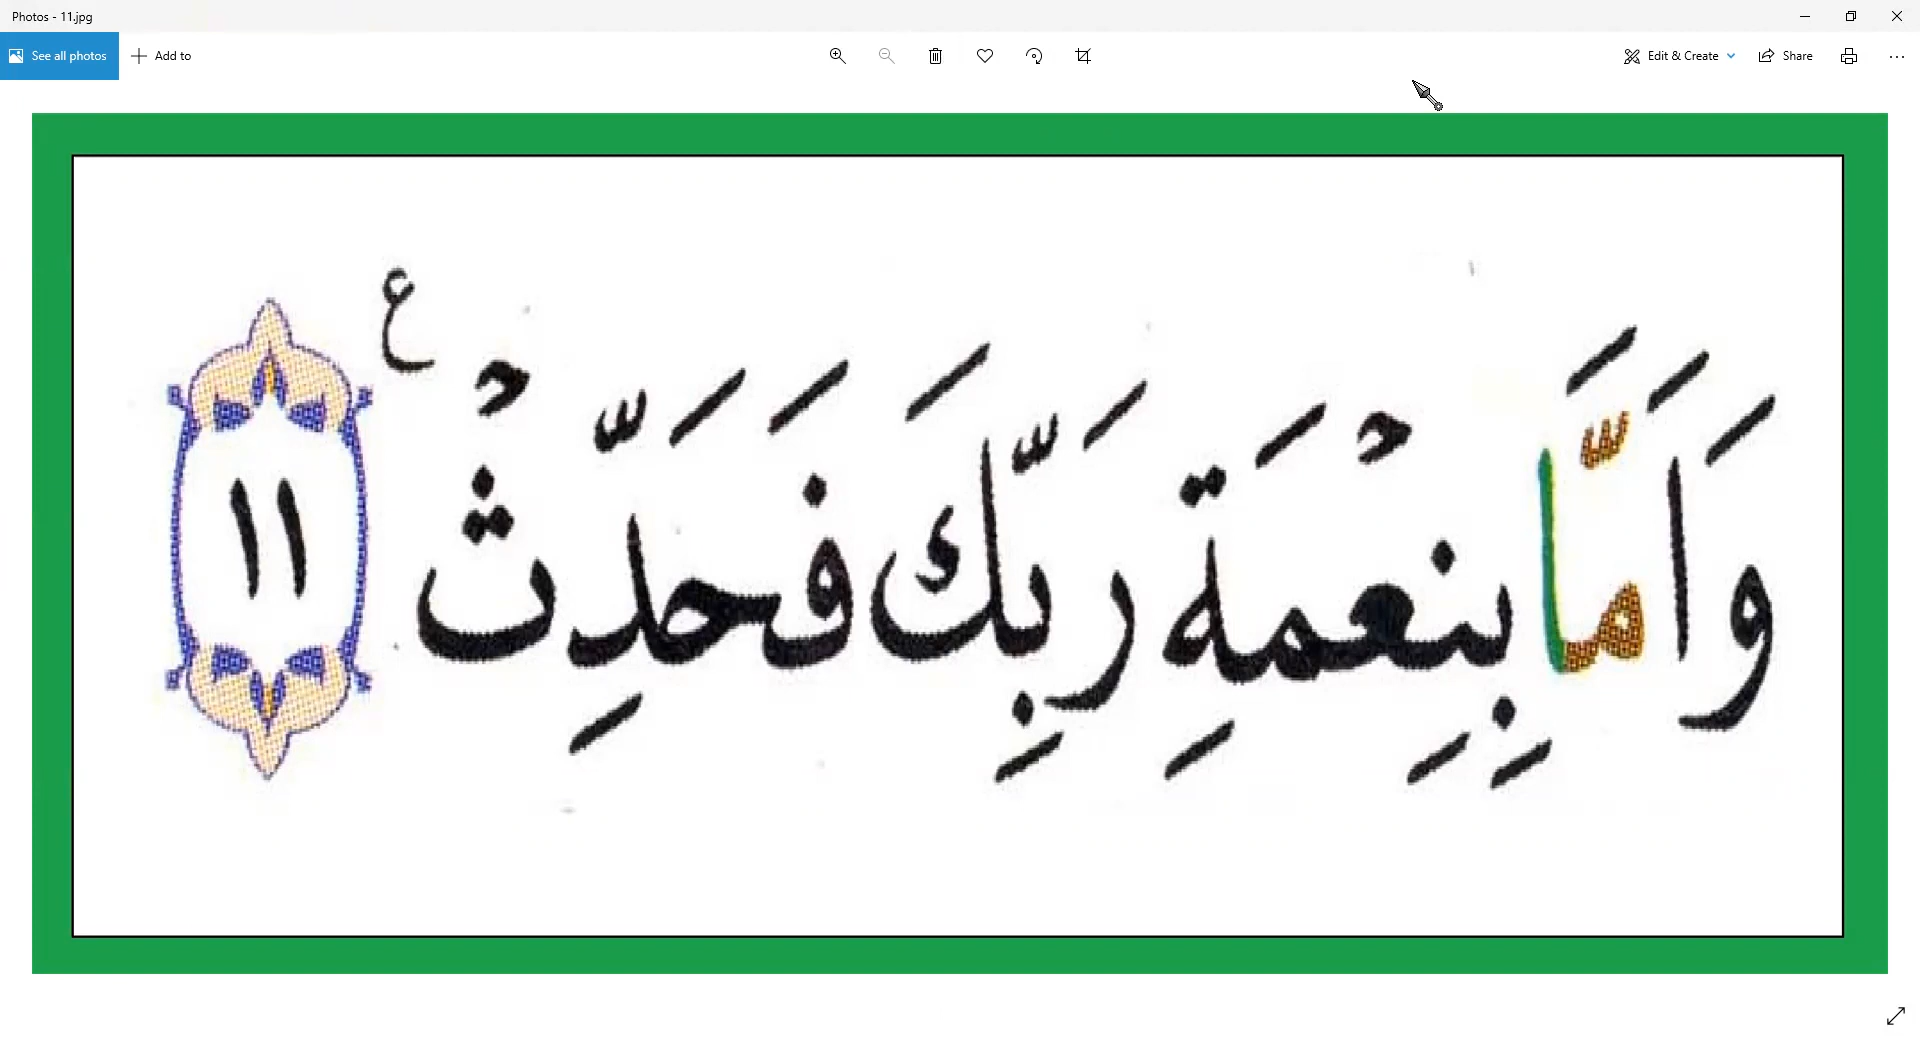 Photos - 11.jpg
See all photos
Add to
Edit & Create
Share
وَاَمَّا بِنِعْمَةِ رَبِّكَ فَحَدِّثْ ع ١١